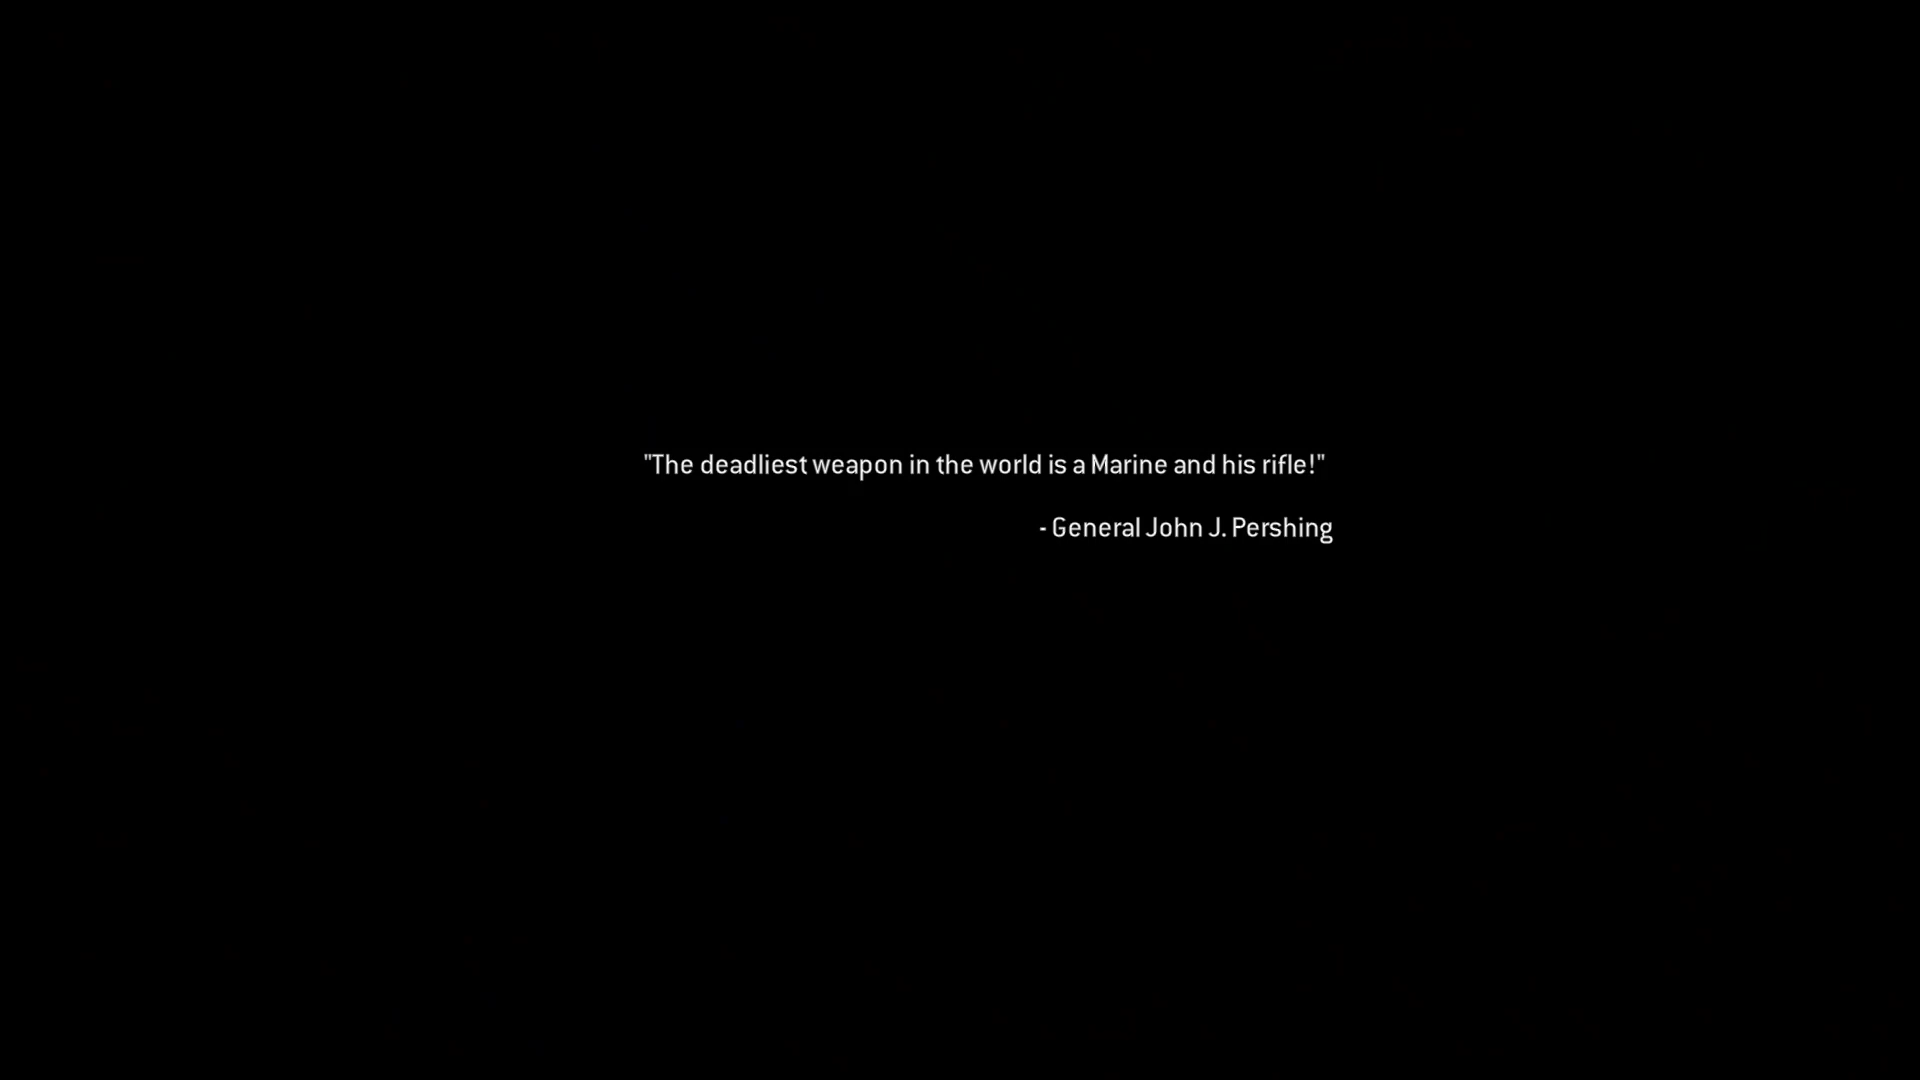 "The deadliest weapon in the world is a Marine and his rifle!"
- General John J. Pershing